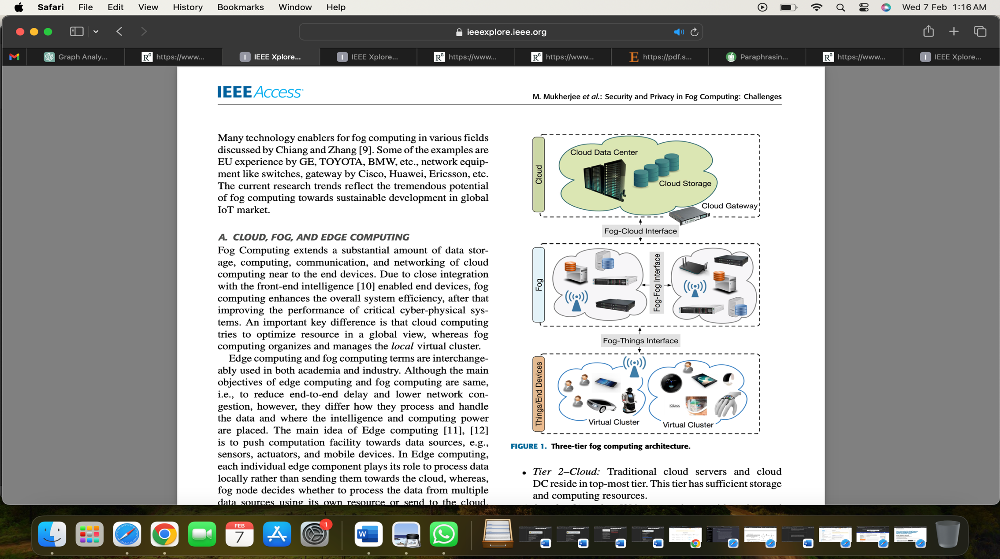 Safari File Edit View History Bookmarks Window Help
Wed 7 Feb 1:16 AM
ieeexplore.ieee.org
Graph Analy...
https://www...
I IEEE Xplore...
I IEEE Xplore...
https://www...
https://www...
https://pdf.s...
Paraphrasin...
https://www...
I IEEE Xplore...
IEEE Access
M. Mukherjee et al.: Security and Privacy in Fog Computing: Challenges
Many technology enablers for fog computing in various fields
discussed by Chiang and Zhang [9]. Some of the examples are
EU experience by GE, TOYOTA, BMW, etc., network equip-
ment like switches, gateway by Cisco, Huawei, Ericsson, etc.
The current research trends reflect the tremendous potential
of fog computing towards sustainable development in global
IoT market.
A. CLOUD, FOG, AND EDGE COMPUTING
Fog Computing extends a substantial amount of data stor-
age, computing, communication, and networking of cloud
computing near to the end devices. Due to close integration
with the front-end intelligence [10] enabled end devices, fog
computing enhances the overall system efficiency, after that
improving the performance of critical cyber-physical sys-
tems. An important key difference is that cloud computing
tries to optimize resource in a global view, whereas fog
computing organizes and manages the local virtual cluster.
Edge computing and fog computing terms are interchange-
ably used in both academia and industry. Although the main
objectives of edge computing and fog computing are same,
i.e., to reduce end-to-end delay and lower network con-
gestion, however, they differ how they process and handle
the data and where the intelligence and computing power
are placed. The main idea of Edge computing [11], [12]
is to push computation facility towards data sources, e.g.,
sensors, actuators, and mobile devices. In Edge computing,
each individual edge component plays its role to process data
locally rather than sending them towards the cloud, whereas,
fog node decides whether to process the data from multiple
data sources using its own resource or send to the cloud.
Cloud
Cloud Data Center
Cloud Storage
Cloud Gateway
Fog-Cloud Interface
Fog
Fog-Fog Interface
Fog-Things Interface
Things/End Devices
iGlass
Virtual Cluster
Virtual Cluster
FIGURE 1. Three-tier fog computing architecture.
• Tier 2–Cloud: Traditional cloud servers and cloud
DC reside in top-most tier. This tier has sufficient storage
and computing resources.
FEB
7
1
W